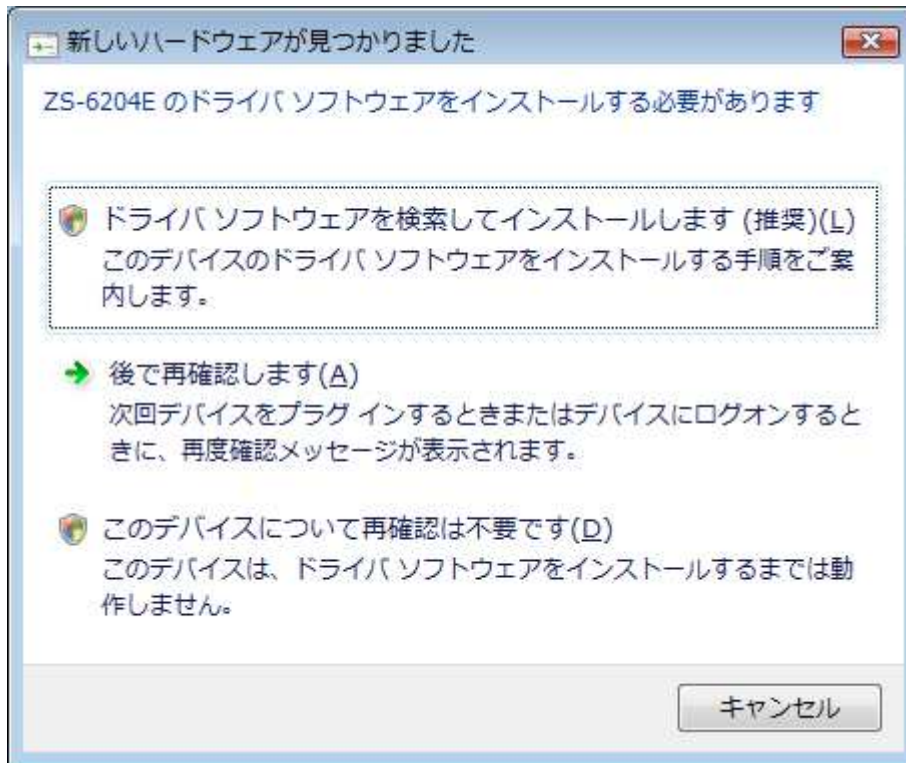 新しいハードウェアが見つかりました
ZS-6204E のドライバ ソフトウェアをインストールする必要があります
ドライバ ソフトウェアを検索してインストールします (推奨)(L)
このデバイスのドライバ ソフトウェアをインストールする手順をご案
内します。
後で再確認します(A)
次回デバイスをプラグ インするときまたはデバイスにログオンすると
きに、再度確認メッセージが表示されます。
このデバイスについて再確認は不要です(D)
このデバイスは、ドライバ ソフトウェアをインストールするまでは動
作しません。
キャンセル